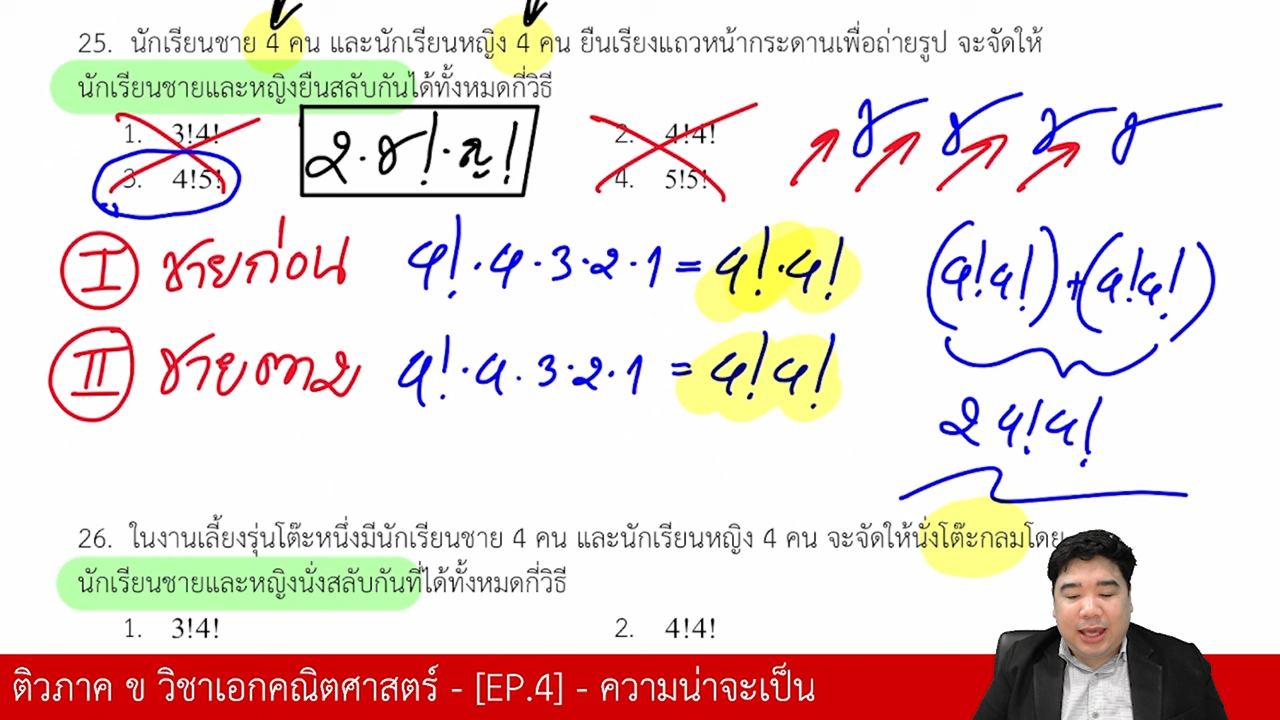 25. นักเรียนชาย 4 คน และนักเรียนหญิง 4 คน ยืนเรียงแถวหน้ากระดานเพื่อถ่ายรูป จะจัดให้
นักเรียนชายและหญิงยืนสลับกันได้ทั้งหมดกี่วิธี
1. 3!4!
2. 4!4!
3. 4!5!
4. 5!5!
2·ช!·ญ!
ช ช ช ช
I ชายก่อน 4!·4·3·2·1 = 4!·4!
(4!4!)+(4!4!)
II ชายตาม 4!·4·3·2·1 = 4!4!
2 4!4!
26. ในงานเลี้ยงรุ่นโต๊ะหนึ่งมีนักเรียนชาย 4 คน และนักเรียนหญิง 4 คน จะจัดให้นั่งโต๊ะกลมโดย
นักเรียนชายและหญิงนั่งสลับกันที่ได้ทั้งหมดกี่วิธี
1. 3!4!
2. 4!4!
ติวภาค ข วิชาเอกคณิตศาสตร์ - [EP.4] - ความน่าจะเป็น